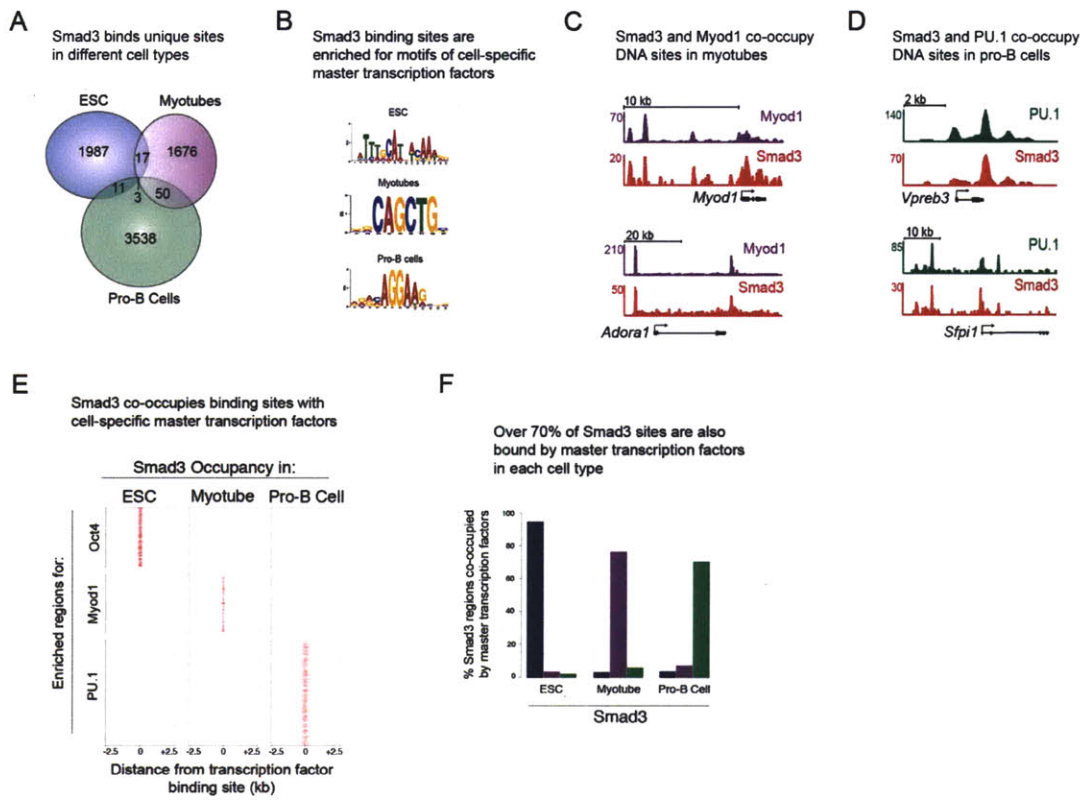 A
Smad3 binds unique sites
in different cell types
ESC
Myotubes
1987
17
1676
11
3
50
3538
Pro-B Cells
B
Smad3 binding sites are
enriched for motifs of cell-specific
master transcription factors
ESC
Myotubes
CAGCTG
Pro-B cells
AGGAAG
C
Smad3 and Myod1 co-occupy
DNA sites in myotubes
10 kb
70
Myod1
20
Smad3
Myod1
20 kb
210
Myod1
50
Smad3
Adora1
D
Smad3 and PU.1 co-occupy
DNA sites in pro-B cells
2 kb
140
PU.1
70
Smad3
Vpreb3
10 kb
85
PU.1
30
Smad3
Sfpi1
E
Smad3 co-occupies binding sites with
cell-specific master transcription factors
Smad3 Occupancy in:
ESC Myotube Pro-B Cell
Enriched regions for:
Oct4
Myod1
PU.1
-2.5 0 +2.5 -2.5 0 +2.5 -2.5 0 +2.5
Distance from transcription factor
binding site (kb)
F
Over 70% of Smad3 sites are also
bound by master transcription factors
in each cell type
% Smad3 regions co-occupied
by master transcription factors
100
80
60
40
20
0
ESC Myotube Pro-B Cell
Smad3